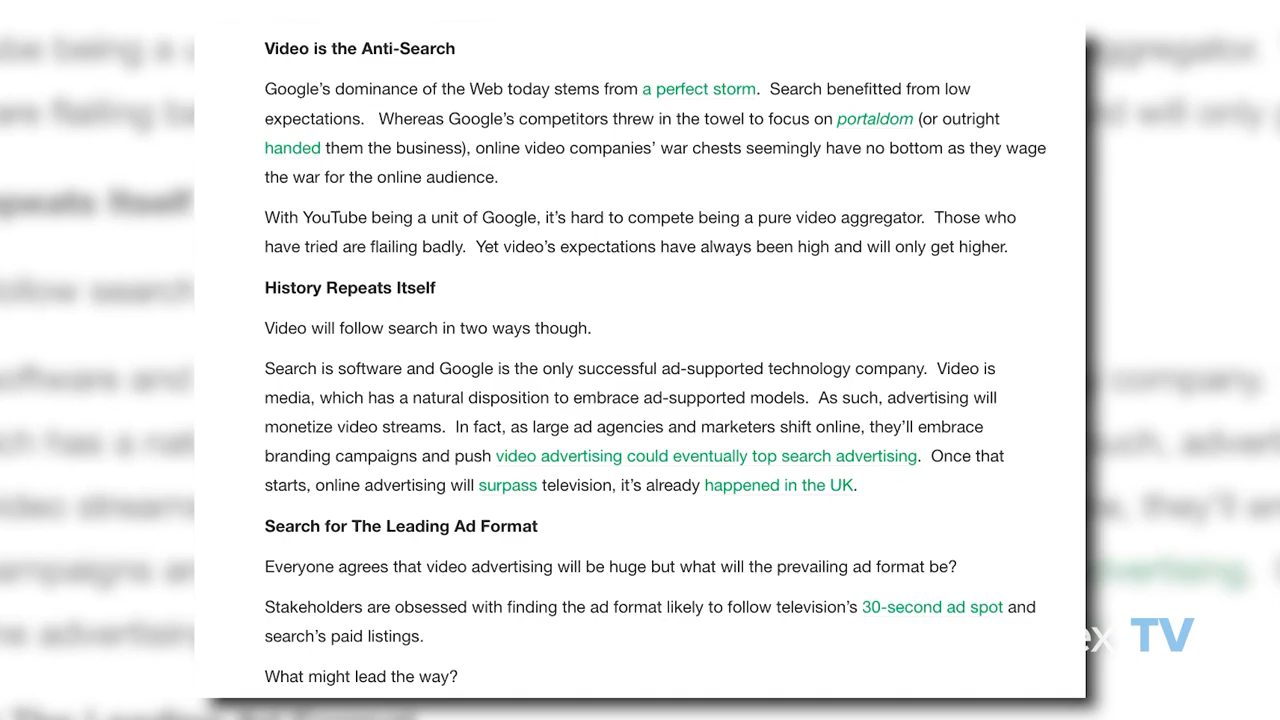 Video is the Anti-Search
Google's dominance of the Web today stems from a perfect storm.  Search benefitted from low
expectations.   Whereas Google's competitors threw in the towel to focus on portaldom (or outright
handed them the business), online video companies' war chests seemingly have no bottom as they wage
the war for the online audience.
With YouTube being a unit of Google, it's hard to compete being a pure video aggregator.  Those who
have tried are flailing badly.  Yet video's expectations have always been high and will only get higher.
History Repeats Itself
Video will follow search in two ways though.
Search is software and Google is the only successful ad-supported technology company.  Video is
media, which has a natural disposition to embrace ad-supported models.  As such, advertising will
monetize video streams.  In fact, as large ad agencies and marketers shift online, they'll embrace
branding campaigns and push video advertising could eventually top search advertising.  Once that
starts, online advertising will surpass television, it's already happened in the UK.
Search for The Leading Ad Format
Everyone agrees that video advertising will be huge but what will the prevailing ad format be?
Stakeholders are obsessed with finding the ad format likely to follow television's 30-second ad spot and
search's paid listings.
What might lead the way?
ex TV